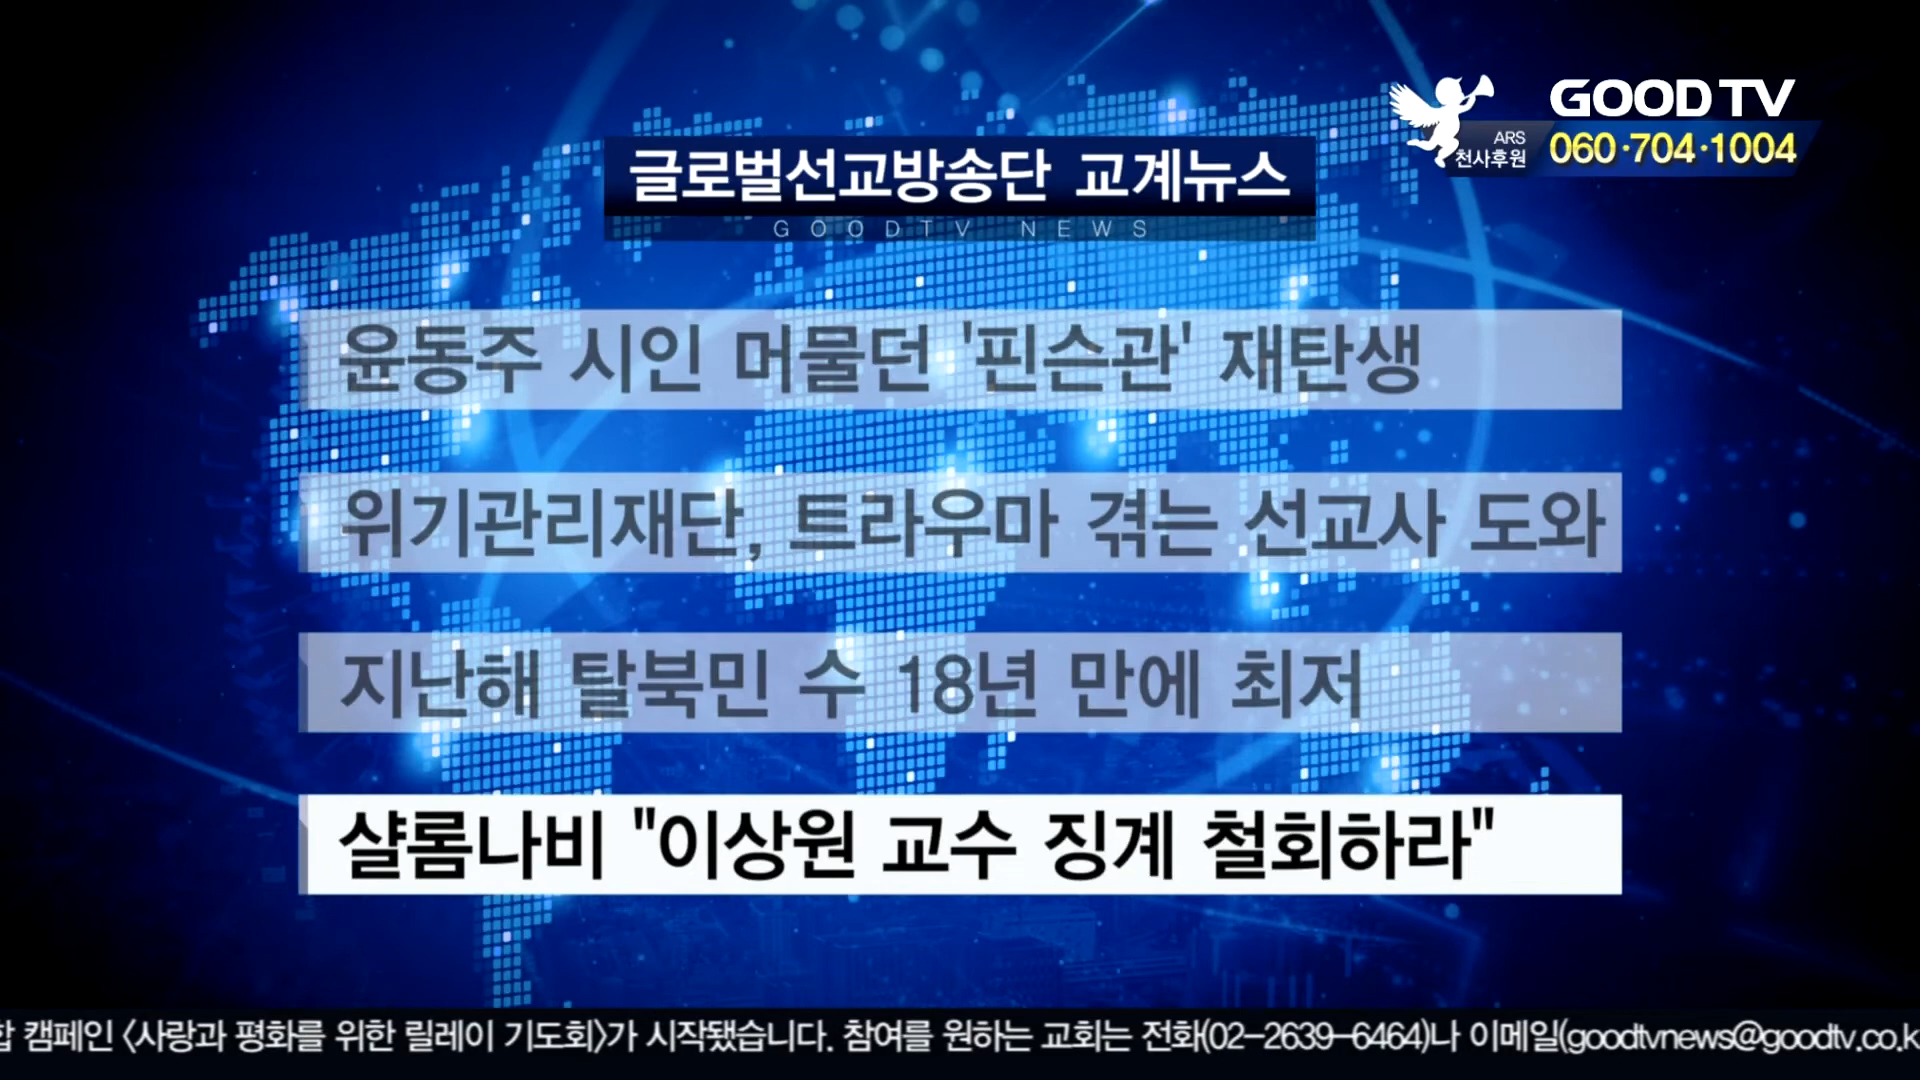 GOODTV
ARS
천사후원 060·704·1004
글로벌선교방송단 교계뉴스
GOODTV NEWS
윤동주 시인 머물던 '핀슨관' 재탄생
위기관리재단, 트라우마 겪는 선교사 도와
지난해 탈북민 수 18년 만에 최저
샬롬나비 "이상원 교수 징계 철회하라"
캠페인 〈사랑과 평화를 위한 릴레이 기도회〉가 시작됐습니다. 참여를 원하는 교회는 전화(02-2639-6464)나 이메일(goodtvnews@goodtv.co.k